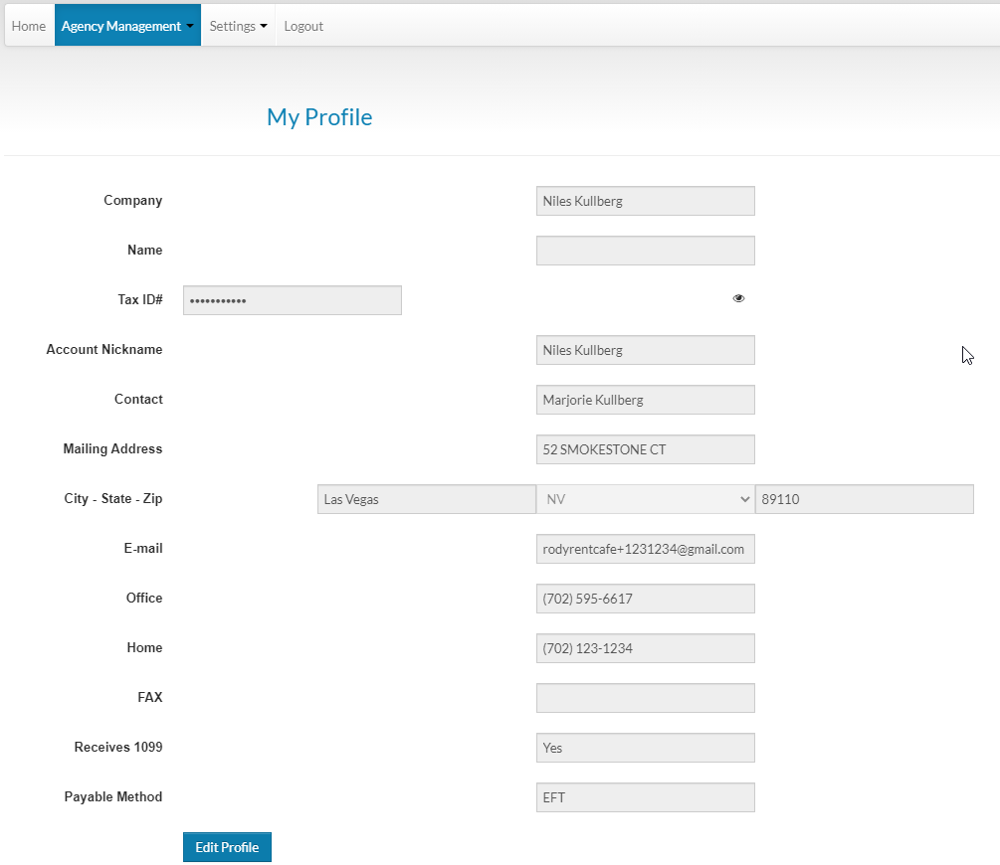 Home Agency Management Settings Logout
My Profile
Company Niles Kullberg
Name
Tax ID# •••••••••••
Account Nickname Niles Kullberg
Contact Marjorie Kullberg
Mailing Address 52 SMOKESTONE CT
City - State - Zip Las Vegas NV 89110
E-mail rodyrentcafe+1231234@gmail.com
Office (702) 595-6617
Home (702) 123-1234
FAX
Receives 1099 Yes
Payable Method EFT
Edit Profile